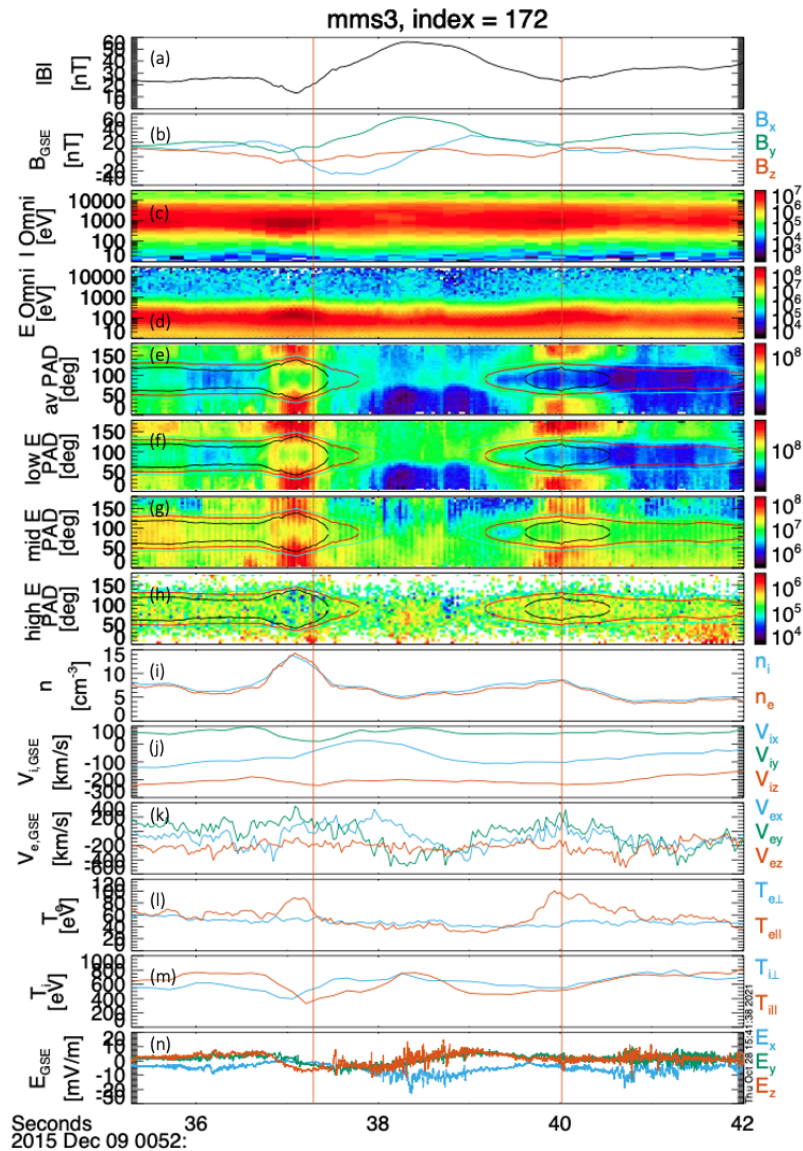 mms3, index = 172
|B|
[nT]
60
50
40
30
20
10
0
(a)
B_GSE
[nT]
60
40
20
0
-20
-40
(b)
B_x
B_y
B_z
I Omni
[eV]
10000
1000
100
10
(c)
10^7
10^6
10^5
10^4
10^3
E Omni
[eV]
10000
1000
100
10
(d)
10^8
10^7
10^6
10^5
10^4
av PAD
[deg]
150
100
50
0
(e)
10^8
low E
PAD
[deg]
150
100
50
0
(f)
10^8
mid E
PAD
[deg]
150
100
50
0
(g)
10^8
10^7
10^6
high E
PAD
[deg]
150
100
50
0
(h)
10^6
10^5
10^4
n
[cm^-3]
15
10
5
0
(i)
n_i
n_e
V_i,GSE
[km/s]
100
0
-100
-200
-300
(j)
V_ix
V_iy
V_iz
V_e,GSE
[km/s]
400
200
0
-200
-400
-600
(k)
V_ex
V_ey
V_ez
T_e
[eV]
120
100
80
60
40
20
0
(l)
T_e⊥
T_e||
T_i
[eV]
1000
800
600
400
200
0
(m)
T_i⊥
T_i||
E_GSE
[mV/m]
20
10
0
-10
-20
-30
(n)
E_x
E_y
E_z
Thu Oct 28 15:41:38 2021
Seconds 36 38 40 42
2015 Dec 09 0052: